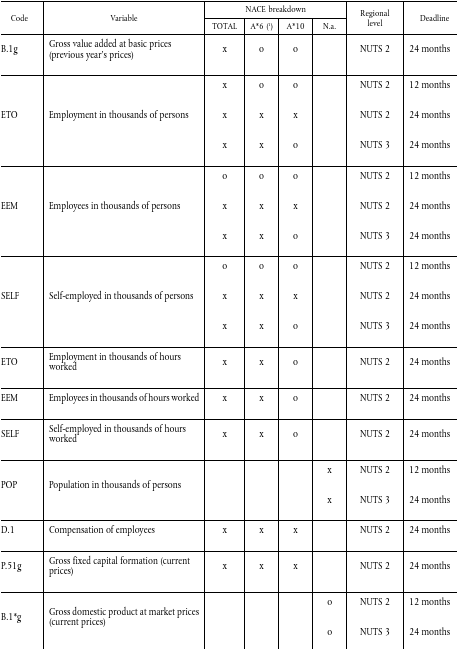 Code Variable NACE breakdown Regional level Deadline
TOTAL A*6 (¹) A*10 N.a.
B.1g Gross value added at basic prices (previous year's prices) x o o NUTS 2 24 months
x o o NUTS 2 12 months
ETO Employment in thousands of persons x x x NUTS 2 24 months
x x o NUTS 3 24 months
o o o NUTS 2 12 months
EEM Employees in thousands of persons x x x NUTS 2 24 months
x x o NUTS 3 24 months
o o o NUTS 2 12 months
SELF Self-employed in thousands of persons x x x NUTS 2 24 months
x x o NUTS 3 24 months
ETO Employment in thousands of hours worked x x o NUTS 2 24 months
EEM Employees in thousands of hours worked x x o NUTS 2 24 months
SELF Self-employed in thousands of hours worked x x o NUTS 2 24 months
x NUTS 2 12 months
POP Population in thousands of persons
x NUTS 3 24 months
D.1 Compensation of employees x x x NUTS 2 24 months
P.51g Gross fixed capital formation (current prices) x x x NUTS 2 24 months
o NUTS 2 12 months
B.1*g Gross domestic product at market prices (current prices)
o NUTS 3 24 months